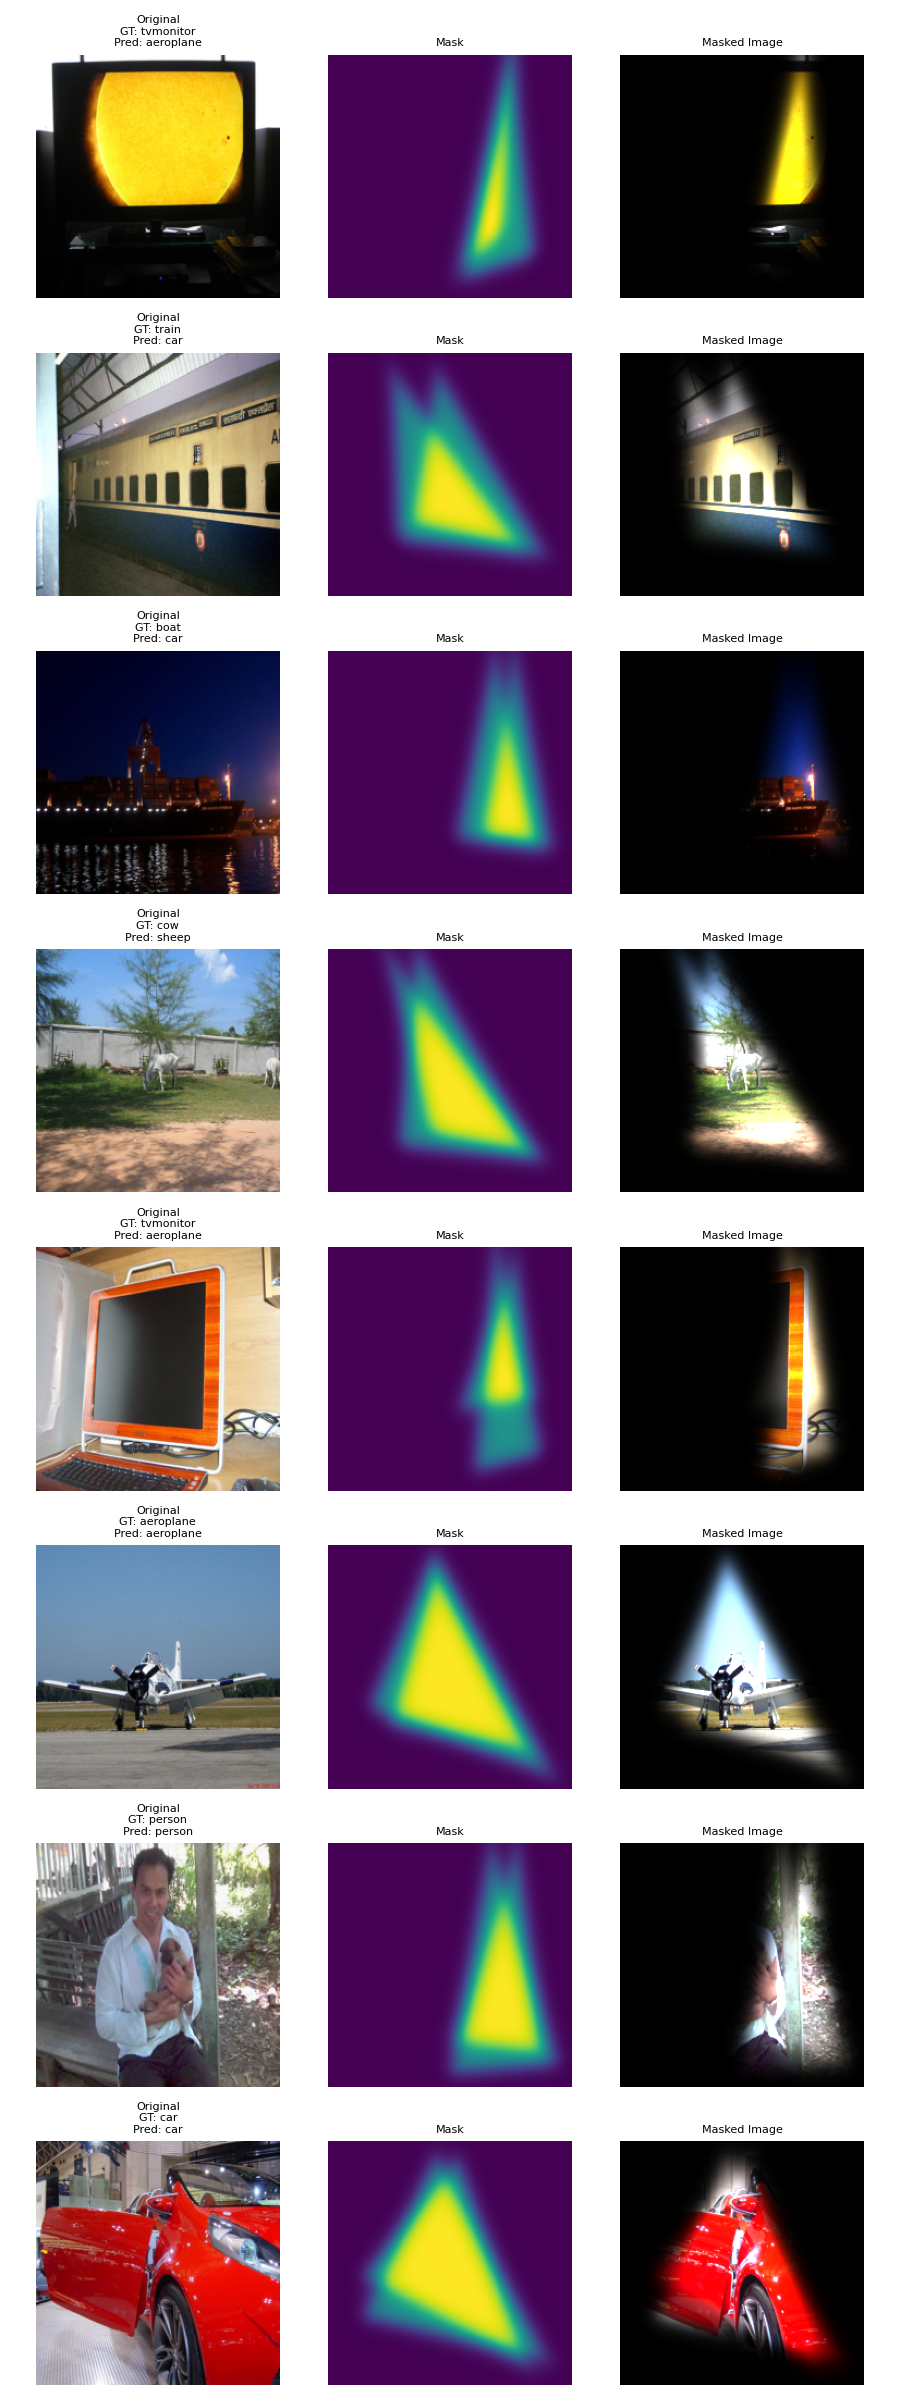 Original
GT: tvmonitor
Pred: aeroplane
Mask
Masked Image
Original
GT: train
Pred: car
Mask
Masked Image
Original
GT: boat
Pred: car
Mask
Masked Image
Original
GT: cow
Pred: sheep
Mask
Masked Image
Original
GT: tvmonitor
Pred: aeroplane
Mask
Masked Image
Original
GT: aeroplane
Pred: aeroplane
Mask
Masked Image
Original
GT: person
Pred: person
Mask
Masked Image
Original
GT: car
Pred: car
Mask
Masked Image